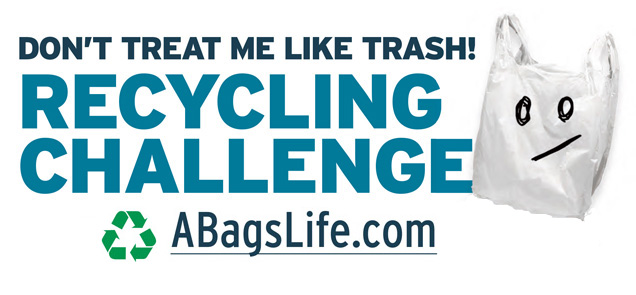 DON'T TREAT ME LIKE TRASH!
RECYCLING
CHALLENGE
ABagsLife.com